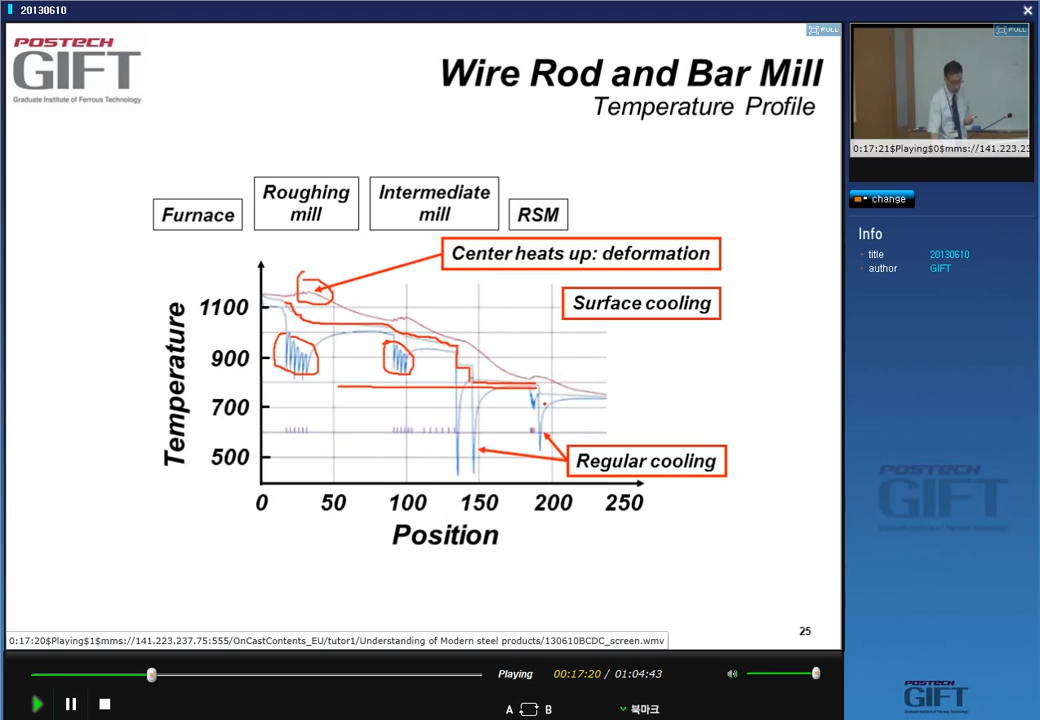 20130610
POSTECH
GIFT
Graduate Institute of Ferrous Technology
FULL
Wire Rod and Bar Mill
Temperature Profile
Furnace
Roughing
mill
Intermediate
mill
RSM
Center heats up: deformation
Surface cooling
Regular cooling
Temperature
1100
900
700
500
0
50
100
150
200
250
Position
25
0:17:20$Playing$1$mms://141.223.237.75:555/OnCastContents_EU/tutor1/Understanding of Modern steel products/130610BCDC_screen.wmv
Playing
00:17:20 / 01:04:43
A
B
북마크
FULL
0:17:21$Playing$0$mms://141.223.23
change
Info
title
20130610
author
GIFT
POSTECH
GIFT
POSTECH
GIFT